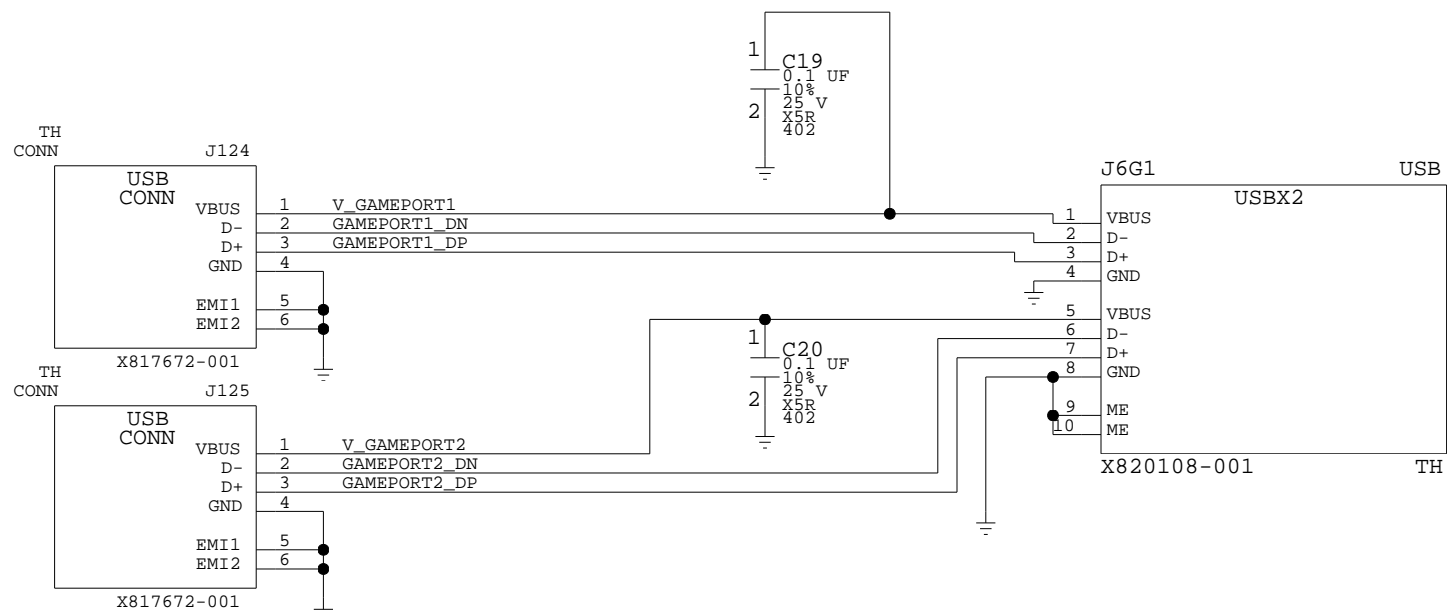 1
C19
0.1 UF
10%
25 V
2
X5R
402
TH
CONN
J124
USB
CONN
VBUS 1 V_GAMEPORT1
D- 2 GAMEPORT1_DN
D+ 3 GAMEPORT1_DP
GND 4
EMI1 5
EMI2 6
X817672-001
J6G1 USB
USBX2
1 VBUS
2 D-
3 D+
4 GND
5 VBUS
6 D-
7 D+
8 GND
9 ME
10 ME
X820108-001 TH
1
C20
0.1 UF
10%
25 V
2
X5R
402
TH
CONN
J125
USB
CONN
VBUS 1 V_GAMEPORT2
D- 2 GAMEPORT2_DN
D+ 3 GAMEPORT2_DP
GND 4
EMI1 5
EMI2 6
X817672-001